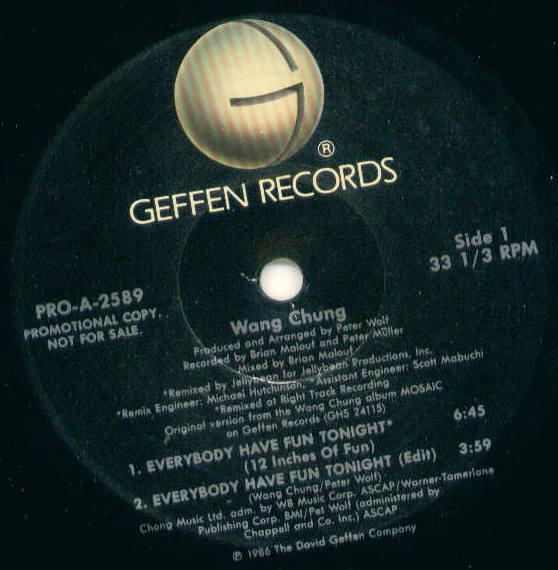 G
®
GEFFEN RECORDS
Side 1
33 1/3 RPM
PRO-A-2589
PROMOTIONAL COPY.
NOT FOR SALE.
Wang Chung
Produced and Arranged by Peter Wolf
Recorded by Brian Malouf and Peter Müller
Mixed by Brian Malouf
*Remixed by Jellybean for Jellybean Productions, Inc.
*Remix Engineer: Michael Hutchinson Assistant Engineer: Scott Mabuchi
*Remixed at Right Track Recording
Original version from the Wang Chung album MOSAIC
on Geffen Records (GHS 24115)
1. EVERYBODY HAVE FUN TONIGHT* 6:45
(12 Inches Of Fun)
2. EVERYBODY HAVE FUN TONIGHT (Edit) 3:59
(Wang Chung/Peter Wolf)
Chong Music Ltd. adm. by WB Music Corp. ASCAP/Warner-Tamerlane
Publishing Corp. BMI/Pet Wolf (administered by
Chappell and Co. Inc.) ASCAP
℗ 1986 The David Geffen Company